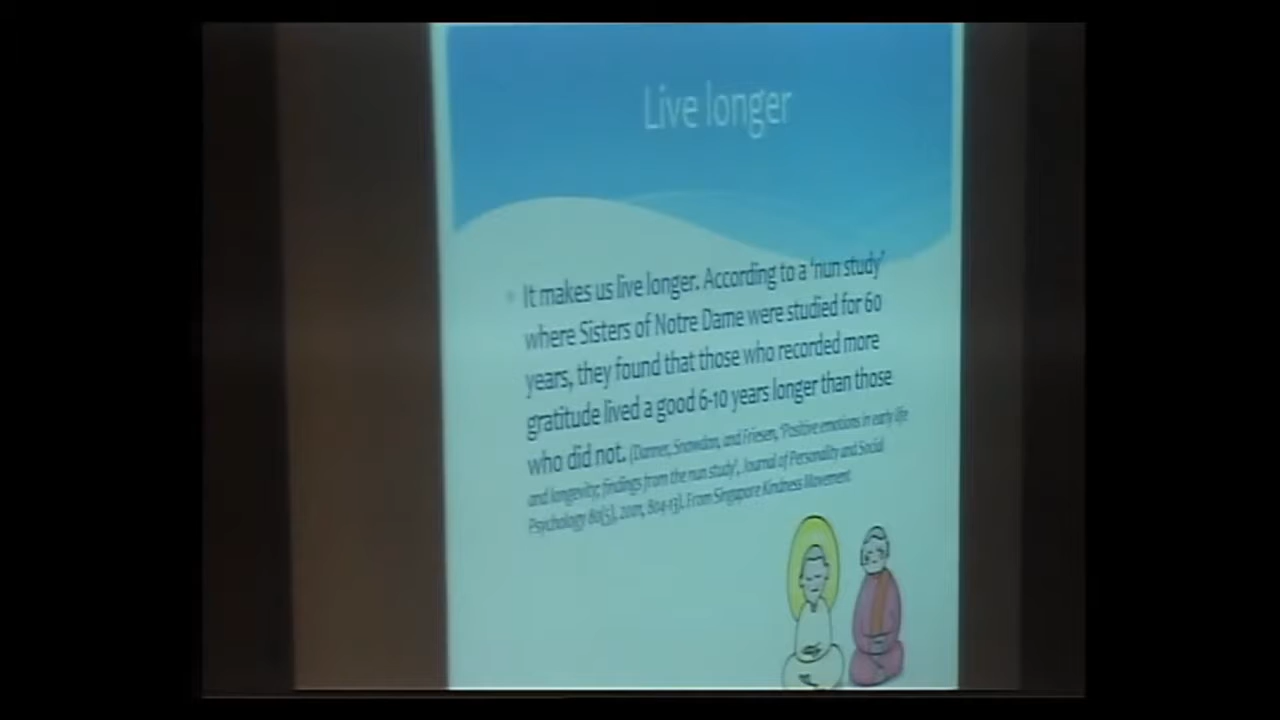 Live longer
It makes us live longer. According to a 'nun study'
where Sisters of Notre Dame were studied for 60
years, they found that those who recorded more
gratitude lived a good 6-10 years longer than those
who did not. (Danner, Snowdon, and Friesen, 'Positive emotions in early life
and longevity; findings from the nun study', Journal of Personality and Social
Psychology 80(5), 2001, 804-13). From Singapore Kindness Movement